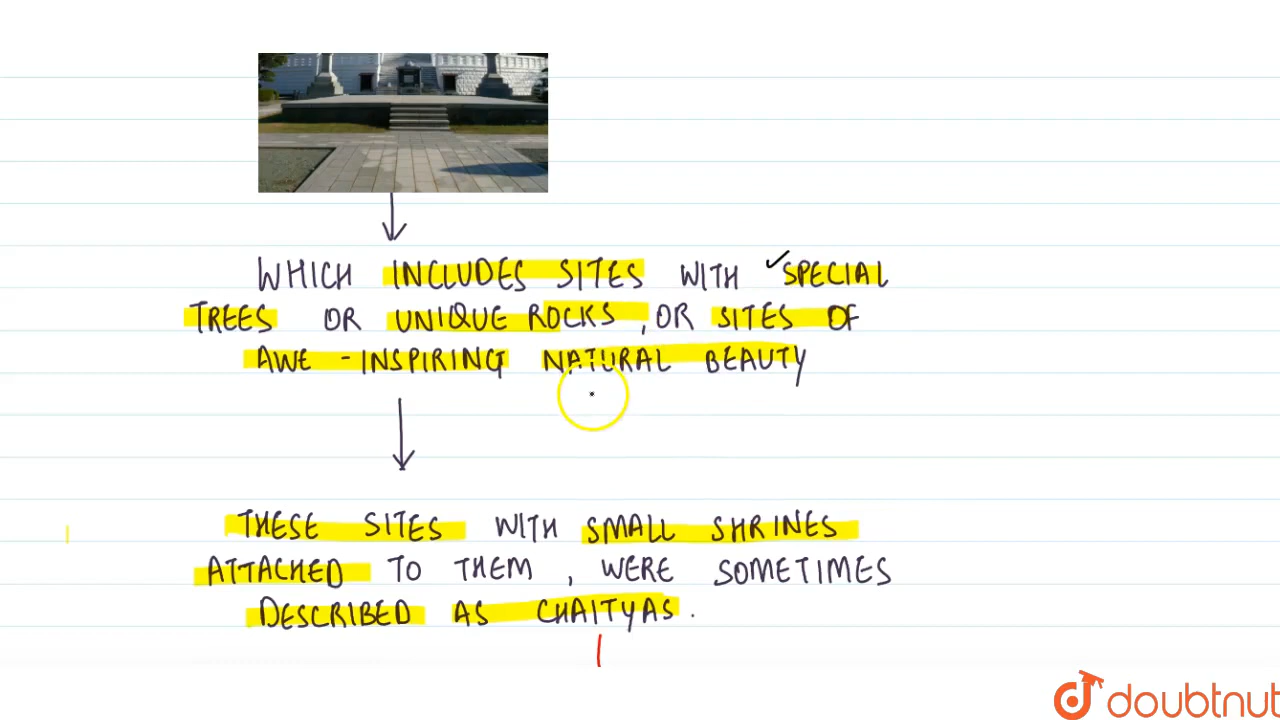 WHICH INCLUDES SITES WITH SPECIAL
TREES OR UNIQUE ROCKS, OR SITES OF
AWE-INSPIRING NATURAL BEAUTY
THESE SITES WITH SMALL SHRINES
ATTACHED TO THEM, WERE SOMETIMES
DESCRIBED AS CHAITYAS.
doubtnut